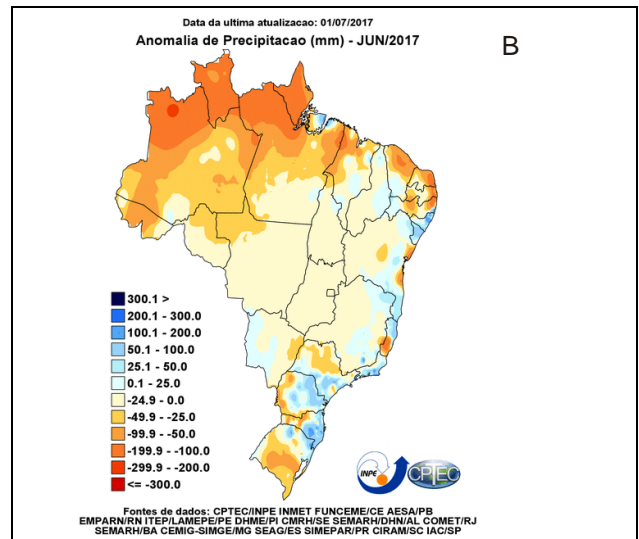 Data da ultima atualizacao: 01/07/2017
Anomalia de Precipitacao (mm) - JUN/2017
B
300.1 >
200.1 - 300.0
100.1 - 200.0
50.1 - 100.0
25.1 - 50.0
0.1 - 25.0
-24.9 - 0.0
-49.9 - -25.0
-99.9 - -50.0
-199.9 - -100.0
-299.9 - -200.0
<= -300.0
INPE
CPTEC
Fontes de dados: CPTEC/INPE INMET FUNCEME/CE AESA/PB
EMPARN/RN ITEP/LAMEPE/PE DHME/PI CMRH/SE SEMARH/DHN/AL COMET/RJ
SEMARH/BA CEMIG-SIMGE/MG SEAG/ES SIMEPAR/PR CIRAM/SC IAC/SP